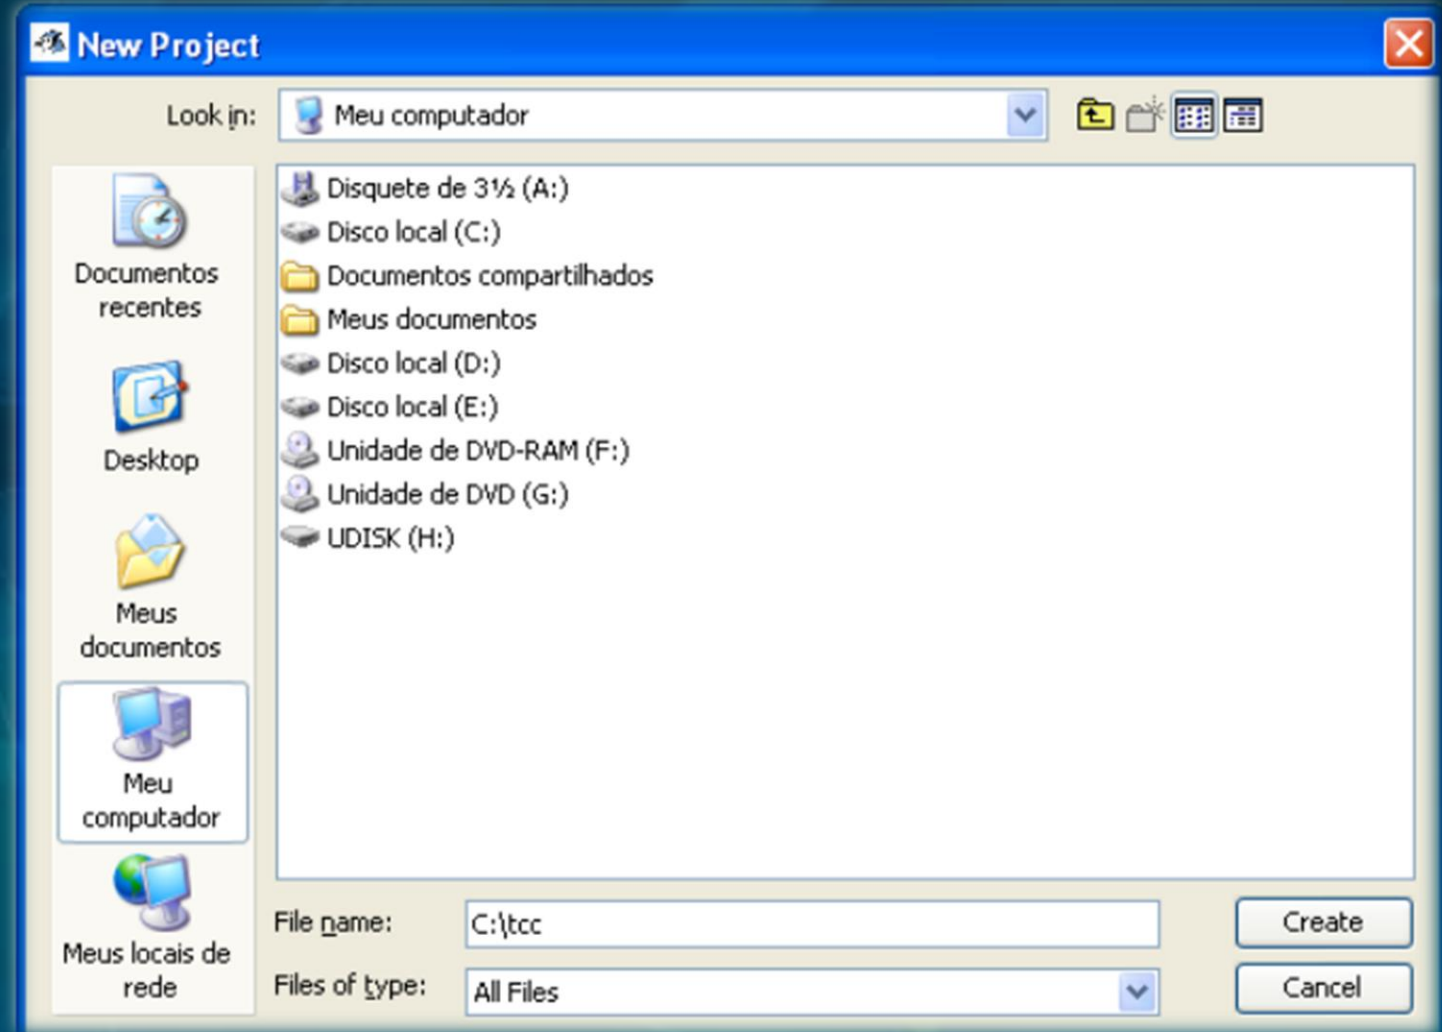 New Project
Look in:
Meu computador
Documentos
recentes
Desktop
Meus
documentos
Meu
computador
Meus locais de
rede
Disquete de 3½ (A:)
Disco local (C:)
Documentos compartilhados
Meus documentos
Disco local (D:)
Disco local (E:)
Unidade de DVD-RAM (F:)
Unidade de DVD (G:)
UDISK (H:)
File name:
C:\tcc
Create
Files of type:
All Files
Cancel